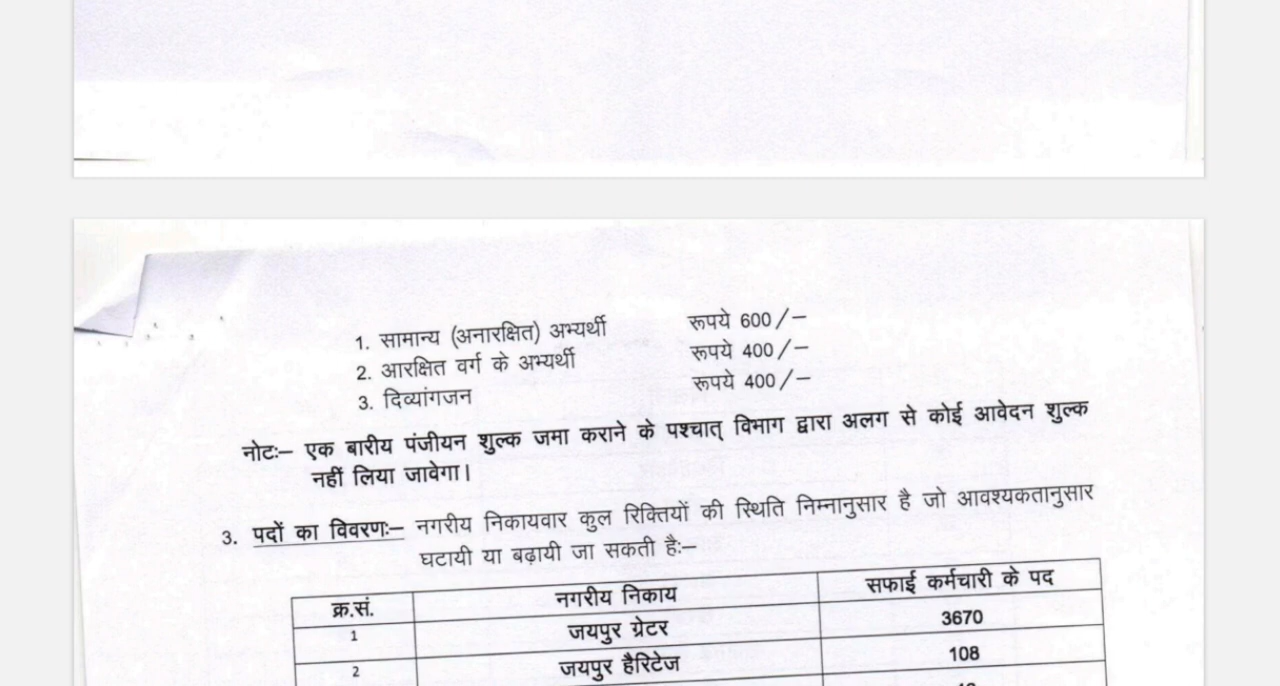 1. सामान्य (अनारक्षित) अभ्यर्थी रूपये 600/–
2. आरक्षित वर्ग के अभ्यर्थी रूपये 400/–
3. दिव्यांगजन रूपये 400/–
नोटः– एक बारीय पंजीयन शुल्क जमा कराने के पश्चात् विभाग द्वारा अलग से कोई आवेदन शुल्क
नहीं लिया जावेगा।
3. पदों का विवरणः– नगरीय निकायवार कुल रिक्तियों की स्थिति निम्नानुसार है जो आवश्यकतानुसार
घटायी या बढ़ायी जा सकती हैः–
क्र.सं. नगरीय निकाय सफाई कर्मचारी के पद
1 जयपुर ग्रेटर 3670
2 जयपुर हैरिटेज 108